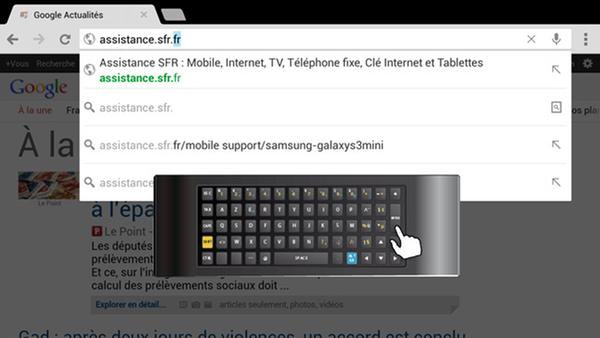 Google Actualités
assistance.sfr.fr
+Vous Recherche
Assistance SFR : Mobile, Internet, TV, Téléphone fixe, Clé Internet et Tablettes
assistance.sfr.fr
Google
assistance.sfr.
À la une
assistance.sfr.fr/mobile support/samsung-galaxys3mini
À la
assistance
Le Point
à l'épa
Le Point -
Les députés
prélèvement
Et ce, sur l'imag
calcul des prélèvements sociaux doit ...
Explorer en détail... articles seulement, photos, vidéos
Gad : après deux jours de violences, un accord est conclu
SPACE